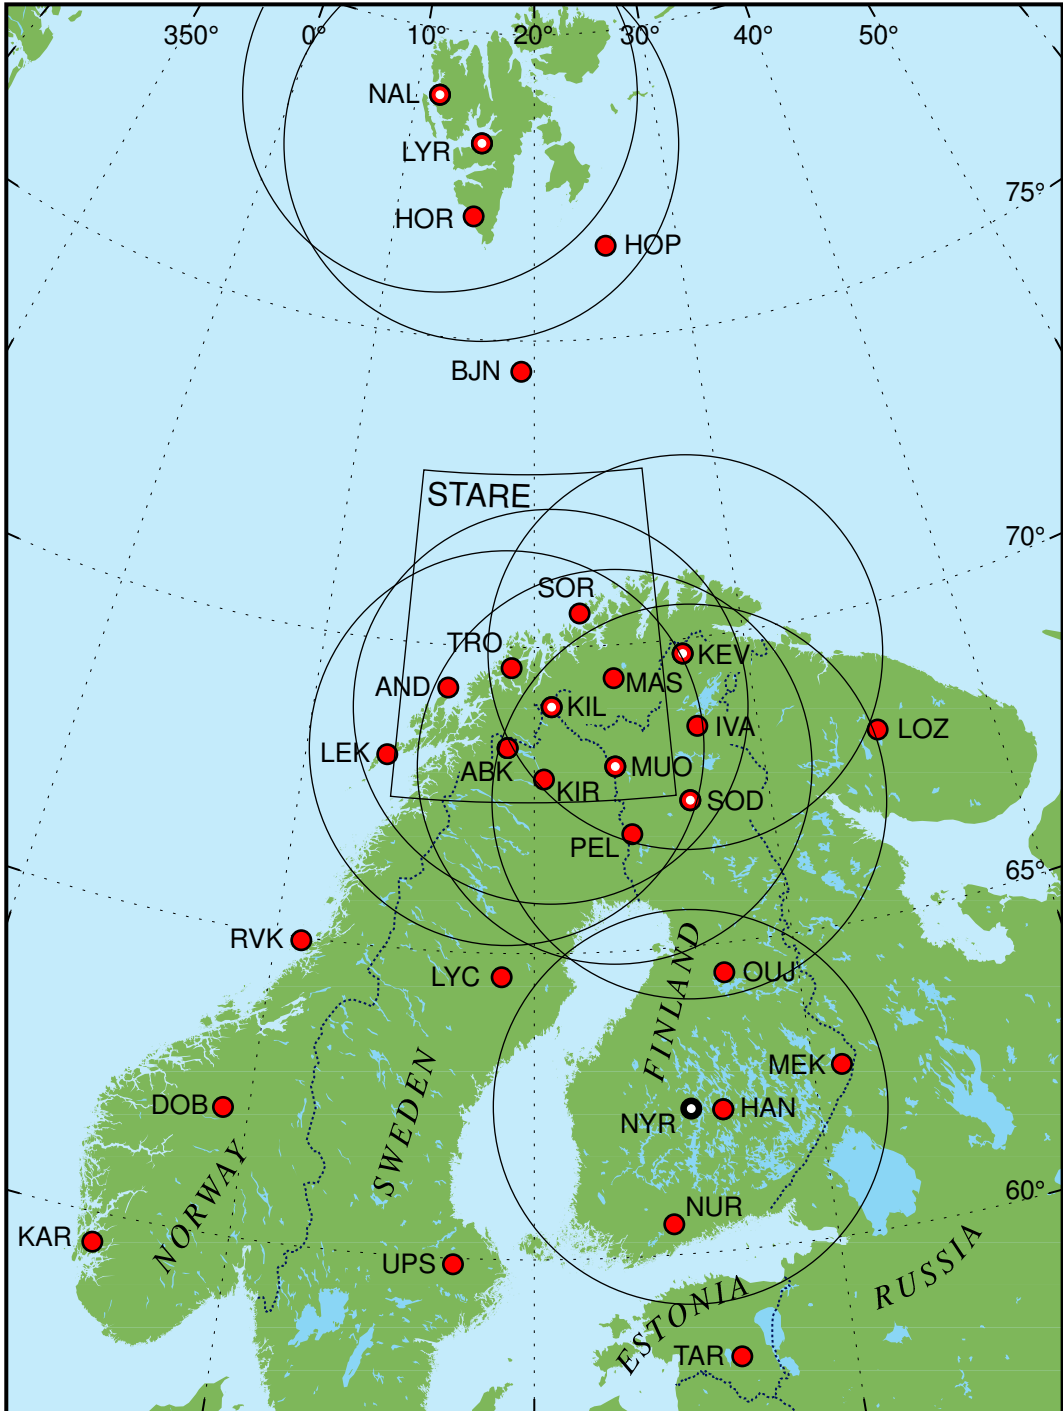 350° 0° 10° 20° 30° 40° 50°
NAL
LYR
75°
HOR
HOP
BJN
STARE
70°
SOR
TRO
KEV
AND
MAS
KIL
IVA
LOZ
LEK
ABK
MUO
KIR
SOD
PEL
65°
RVK
LYC
OUJ
FINLAND
MEK
SWEDEN
DOB
HAN
NYR
NORWAY
60°
NUR
KAR
UPS
RUSSIA
ESTONIA
TAR